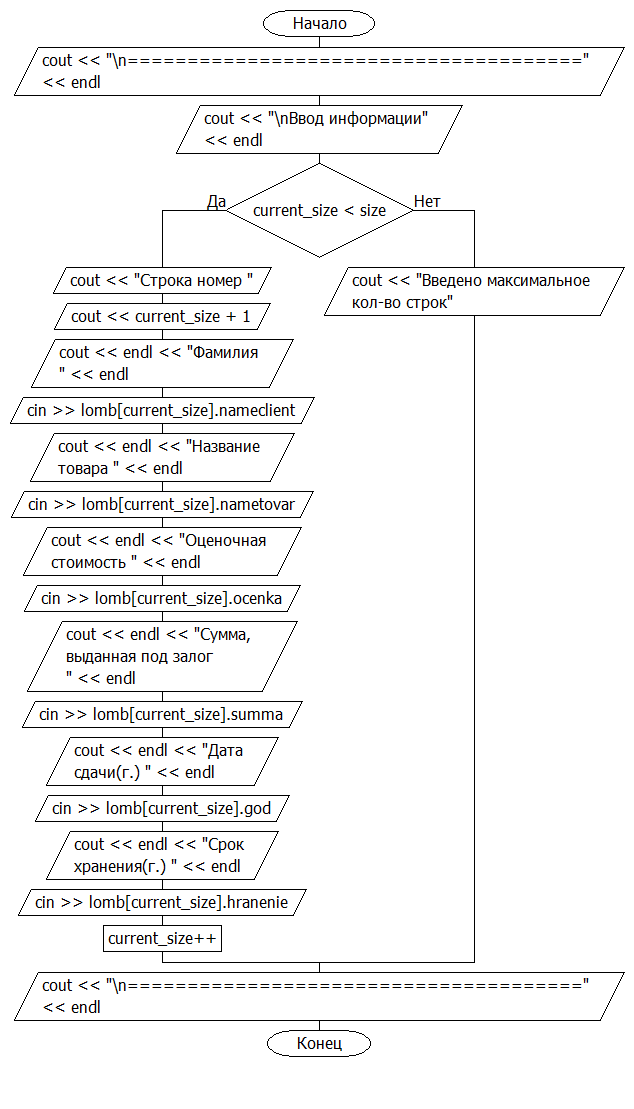 Начало
cout << "\n======================================"
<< endl
cout << "\nВвод информации"
<< endl
current_size < size
Да
Нет
cout << "Строка номер "
cout << current_size + 1
cout << endl << "Фамилия
" << endl
cin >> lomb[current_size].nameclient
cout << endl << "Название
товара " << endl
cin >> lomb[current_size].nametovar
cout << endl << "Оценочная
стоимость " << endl
cin >> lomb[current_size].ocenka
cout << endl << "Сумма,
выданная под залог
" << endl
cin >> lomb[current_size].summa
cout << endl << "Дата
сдачи(г.) " << endl
cin >> lomb[current_size].god
cout << endl << "Срок
хранения(г.) " << endl
cin >> lomb[current_size].hranenie
current_size++
cout << "Введено максимальное
кол-во строк"
cout << "\n======================================"
<< endl
Конец